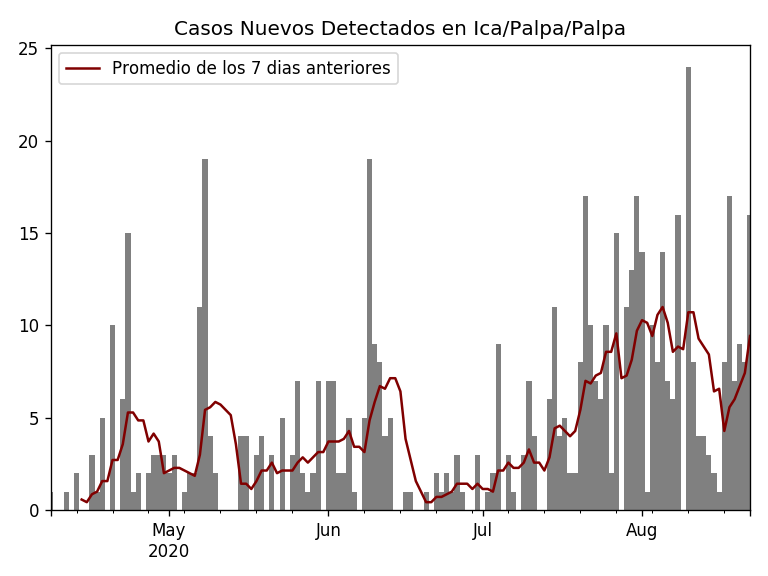 Casos Nuevos Detectados en Ica/Palpa/Palpa
Promedio de los 7 dias anteriores
25
20
15
10
5
0
May
2020
Jun
Jul
Aug